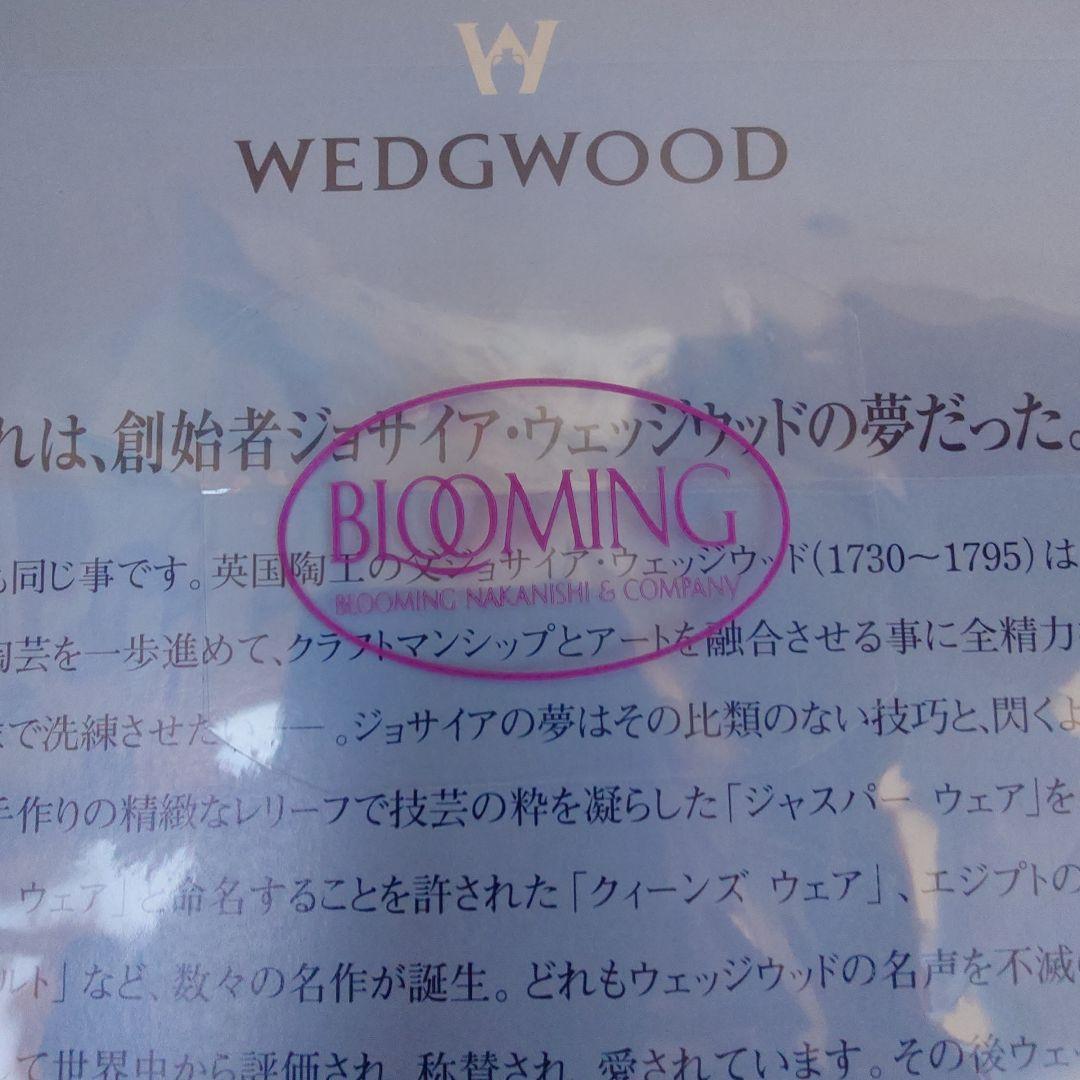 WEDGWOOD
れは、創始者ジョサイア・ウェッジウッドの夢だった。
BLOOMING
BLOOMING NAKANISHI & COMPANY
も同じ事です。英国陶工の父ジョサイア・ウェッジウッド(1730〜1795)は
陶芸を一歩進めて、クラフトマンシップとアートを融合させる事に全精力
まで洗練させた 。ジョサイアの夢はその比類のない技巧と、閃くよ
手作りの精緻なレリーフで技芸の粋を凝らした「ジャスパー ウェア」を
ウェア」と命名することを許された「クィーンズ ウェア」、エジプトの
ルト」など、数々の名作が誕生。どれもウェッジウッドの名声を不滅
して世界中から評価され、称賛され、愛されています。その後ウェ